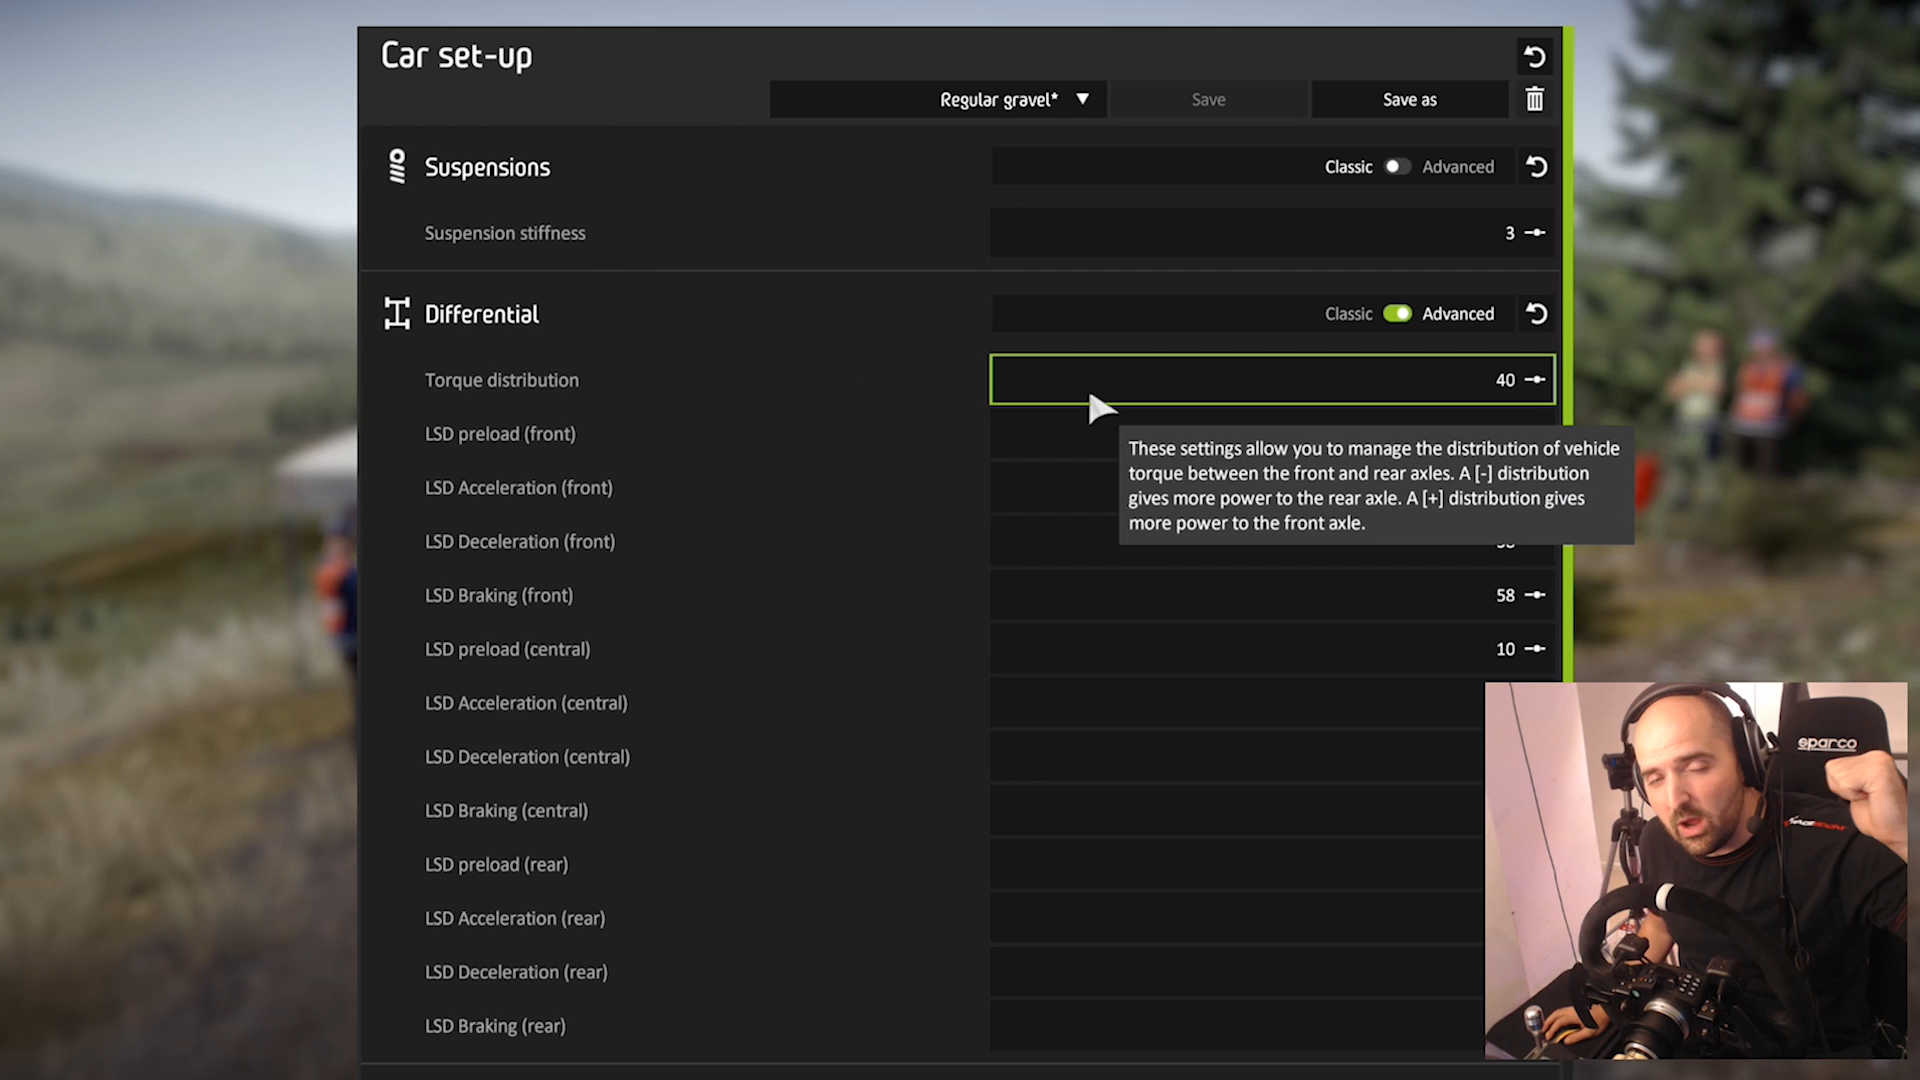 Car set-up
Regular gravel*
Save
Save as
Suspensions
Classic
Advanced
Suspension stiffness
3
Differential
Classic
Advanced
Torque distribution
40
LSD preload (front)
These settings allow you to manage the distribution of vehicle
torque between the front and rear axles. A [-] distribution
gives more power to the rear axle. A [+] distribution gives
more power to the front axle.
LSD Acceleration (front)
LSD Deceleration (front)
LSD Braking (front)
58
LSD preload (central)
10
LSD Acceleration (central)
LSD Deceleration (central)
LSD Braking (central)
LSD preload (rear)
LSD Acceleration (rear)
LSD Deceleration (rear)
LSD Braking (rear)
sparco